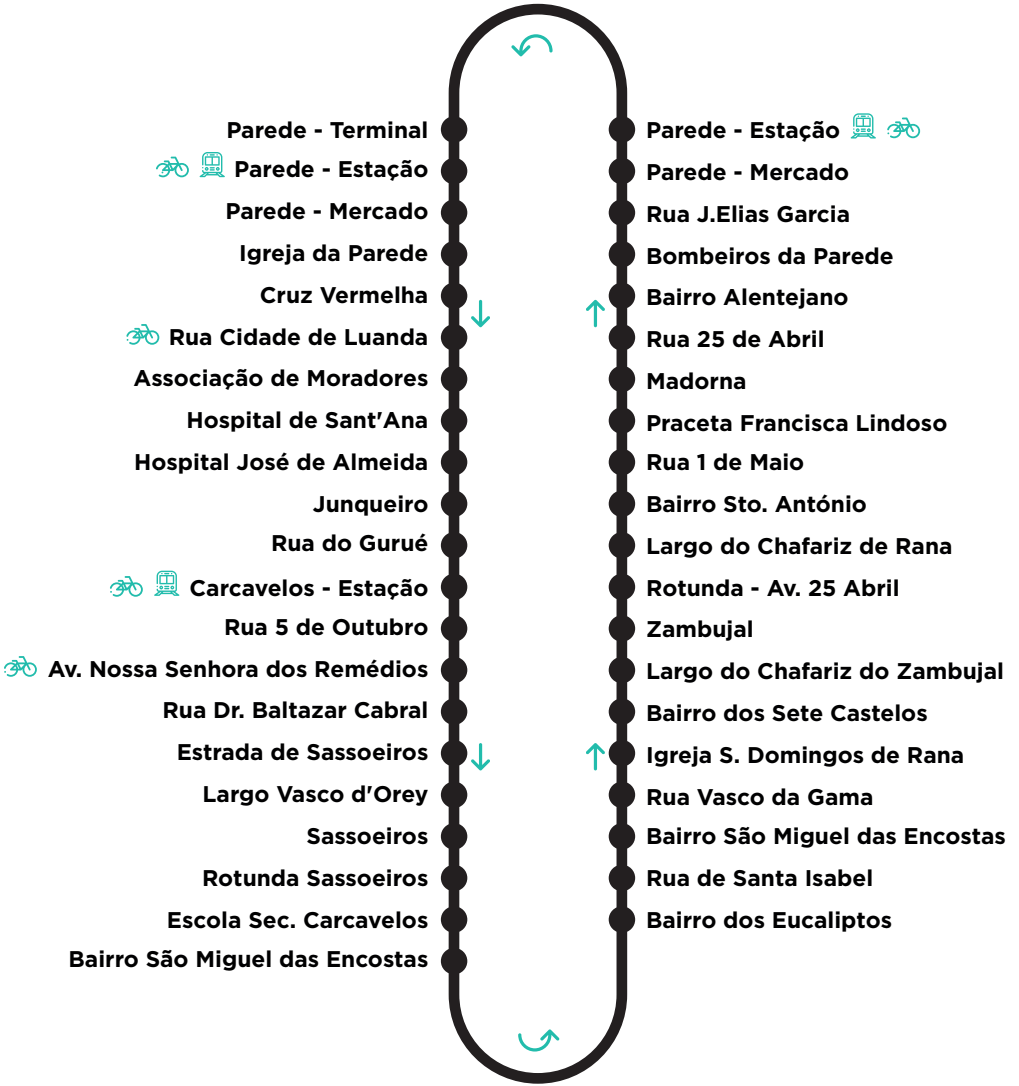 Parede - Terminal
Parede - Estação
Parede - Mercado
Igreja da Parede
Cruz Vermelha
Rua Cidade de Luanda
Associação de Moradores
Hospital de Sant'Ana
Hospital José de Almeida
Junqueiro
Rua do Gurué
Carcavelos - Estação
Rua 5 de Outubro
Av. Nossa Senhora dos Remédios
Rua Dr. Baltazar Cabral
Estrada de Sassoeiros
Largo Vasco d'Orey
Sassoeiros
Rotunda Sassoeiros
Escola Sec. Carcavelos
Bairro São Miguel das Encostas
Parede - Estação
Parede - Mercado
Rua J.Elias Garcia
Bombeiros da Parede
Bairro Alentejano
Rua 25 de Abril
Madorna
Praceta Francisca Lindoso
Rua 1 de Maio
Bairro Sto. António
Largo do Chafariz de Rana
Rotunda - Av. 25 Abril
Zambujal
Largo do Chafariz do Zambujal
Bairro dos Sete Castelos
Igreja S. Domingos de Rana
Rua Vasco da Gama
Bairro São Miguel das Encostas
Rua de Santa Isabel
Bairro dos Eucaliptos